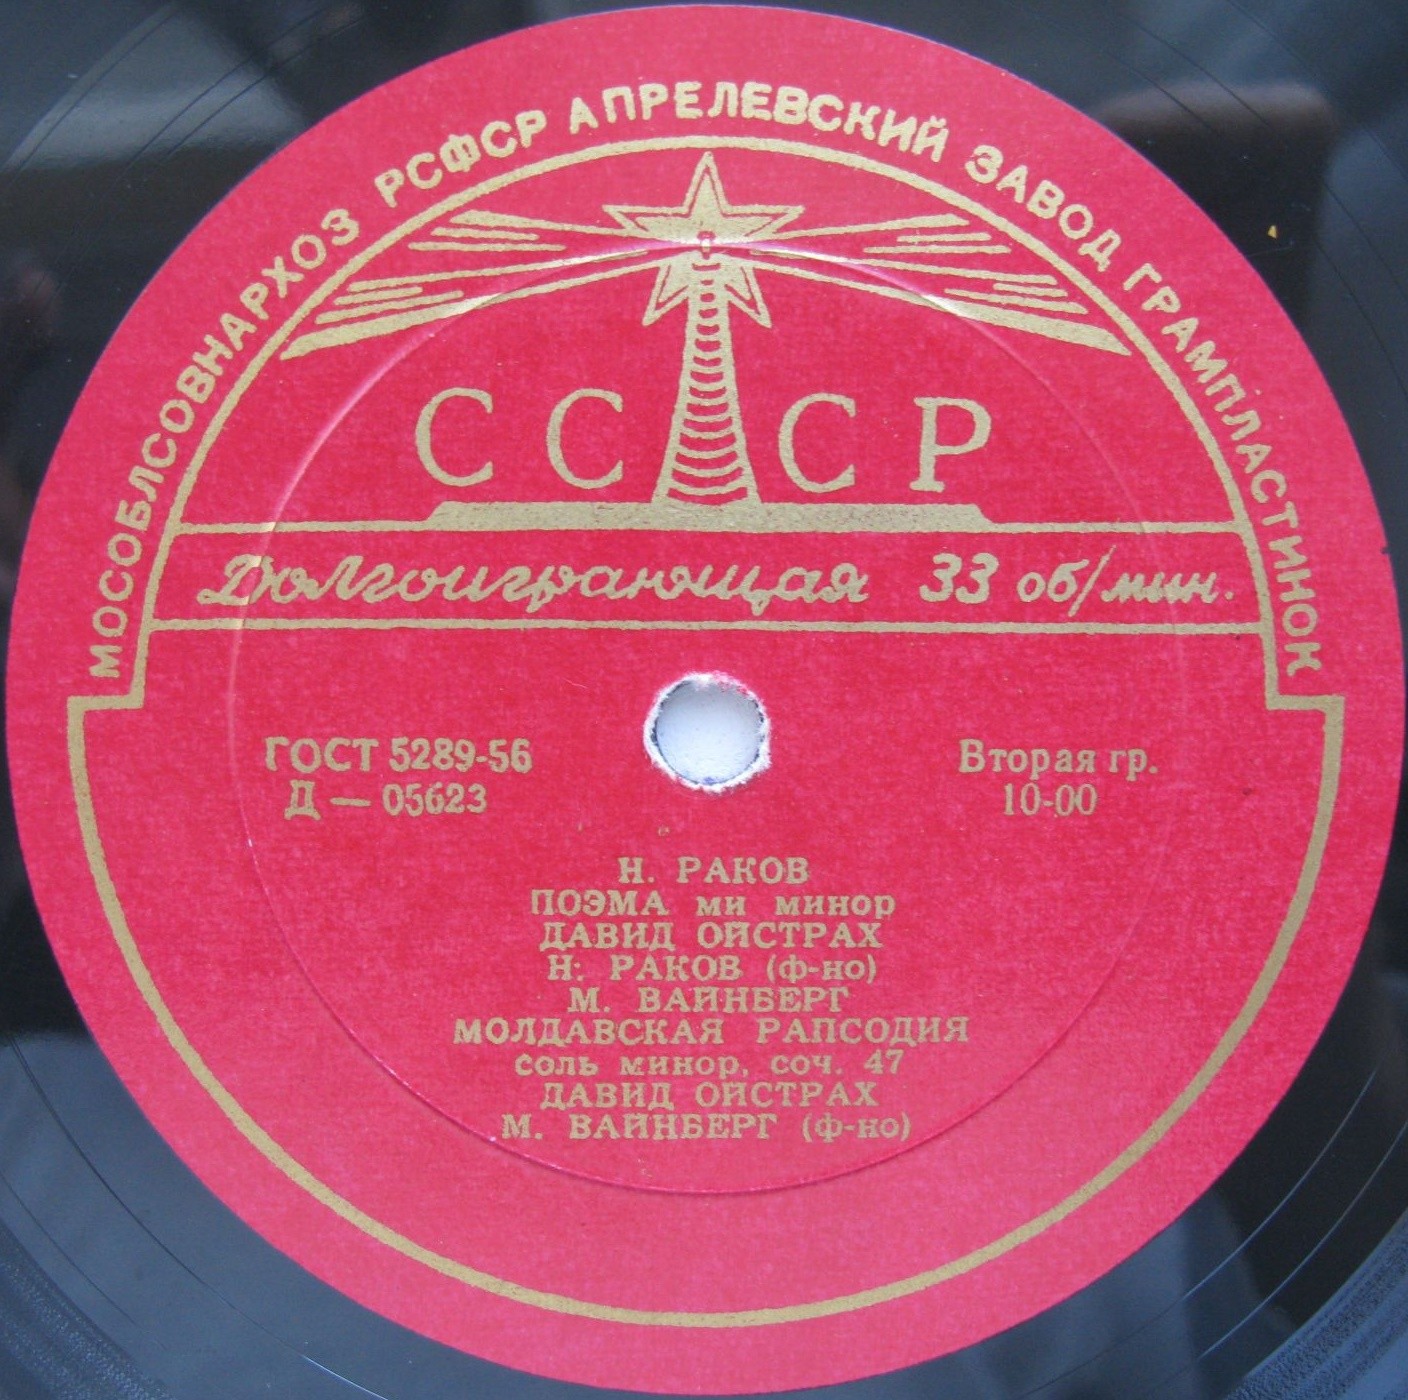 МОСОБЛСОВНАРХОЗ РСФСР АПРЕЛЕВСКИЙ ЗАВОД ГРАМПЛАСТИНОК
СССР
Долгоиграющая 33 об/мин.
ГОСТ 5289-56
Д — 05623
Вторая гр.
10-00
Н. РАКОВ
ПОЭМА ми минор
ДАВИД ОЙСТРАХ
Н. РАКОВ (ф-но)
М. ВАЙНБЕРГ
МОЛДАВСКАЯ РАПСОДИЯ
соль минор, соч. 47
ДАВИД ОЙСТРАХ
М. ВАЙНБЕРГ (ф-но)